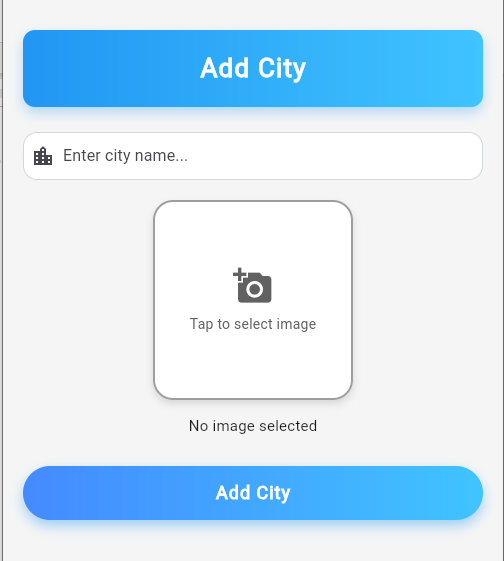 Add City
Enter city name...
Tap to select image
No image selected
Add City